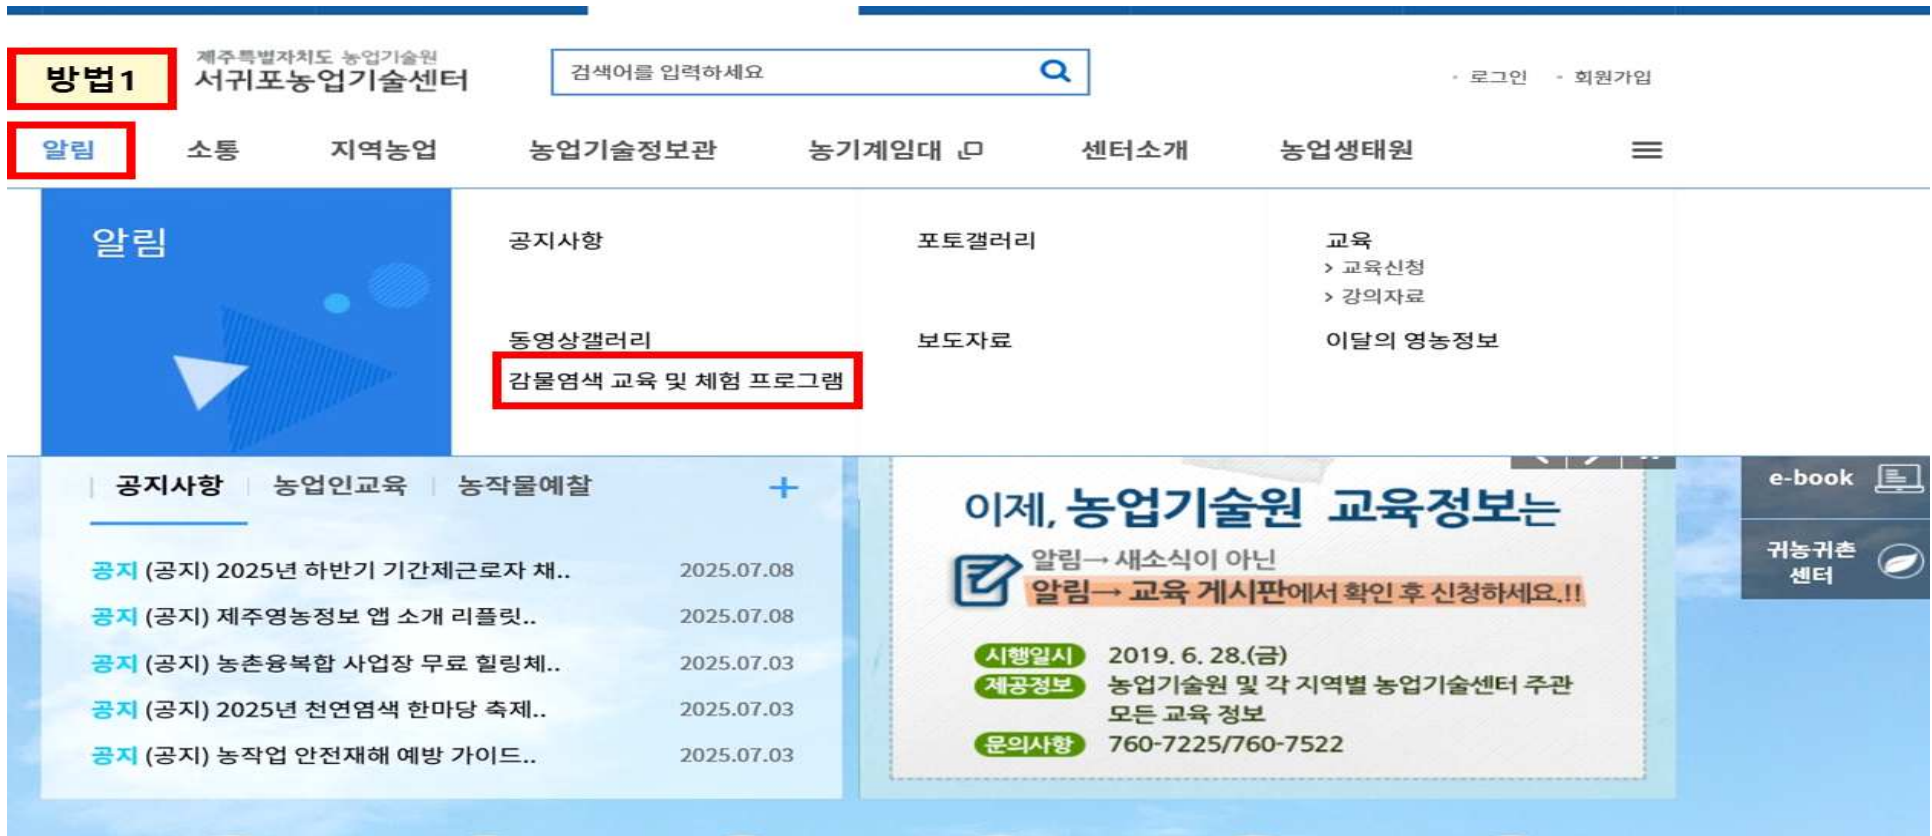 방법1
제주특별자치도 농업기술원
서귀포농업기술센터
검색어를 입력하세요
로그인
회원가입
알림
소통
지역농업
농업기술정보관
농기계임대
센터소개
농업생태원
알림
공지사항
포토갤러리
교육
> 교육신청
> 강의자료
동영상갤러리
보도자료
이달의 영농정보
감물염색 교육 및 체험 프로그램
공지사항
농업인교육
농작물예찰
+
공지 (공지) 2025년 하반기 기간제근로자 채.. 2025.07.08
공지 (공지) 제주영농정보 앱 소개 리플릿.. 2025.07.08
공지 (공지) 농촌융복합 사업장 무료 힐링체.. 2025.07.03
공지 (공지) 2025년 천연염색 한마당 축제.. 2025.07.03
공지 (공지) 농작업 안전재해 예방 가이드.. 2025.07.03
이제, 농업기술원 교육정보는
알림→ 새소식이 아닌
알림→ 교육 게시판에서 확인 후 신청하세요.!!
시행일시 2019. 6. 28.(금)
제공정보 농업기술원 및 각 지역별 농업기술센터 주관
모든 교육 정보
문의사항 760-7225/760-7522
e-book
귀농귀촌
센터